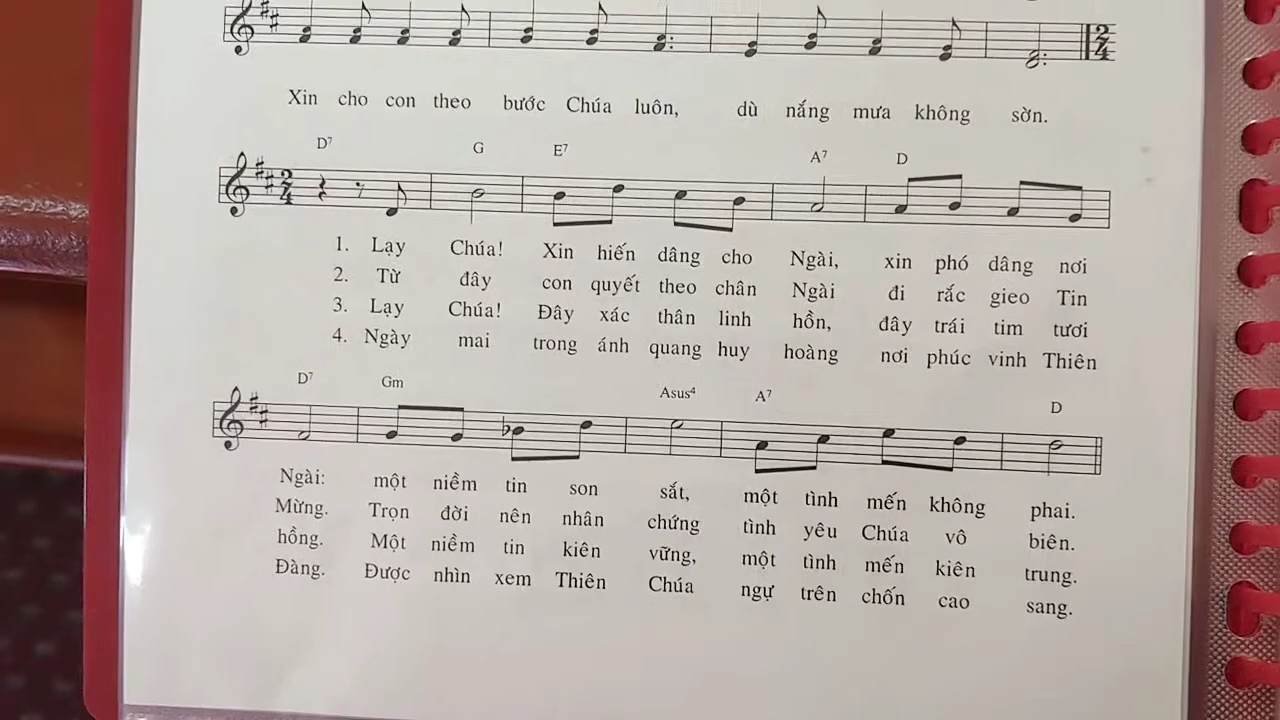 2 4
Xin cho con theo bước Chúa luôn, dù nắng mưa không sờn.
D7 G E7 A7 D
2 4
1. Lạy Chúa! Xin hiến dâng cho Ngài, xin phó dâng nơi
2. Từ đây con quyết theo chân Ngài đi rắc gieo Tin
3. Lạy Chúa! Đây xác thân linh hồn, đây trái tim tươi
4. Ngày mai trong ánh quang huy hoàng nơi phúc vinh Thiên
D7 Gm Asus4 A7 D
Ngài: một niềm tin son sắt, một tình mến không phai.
Mừng. Trọn đời nên nhân chứng tình yêu Chúa vô biên.
hồng. Một niềm tin kiên vững, một tình mến kiên trung.
Đàng. Được nhìn xem Thiên Chúa ngự trên chốn cao sang.